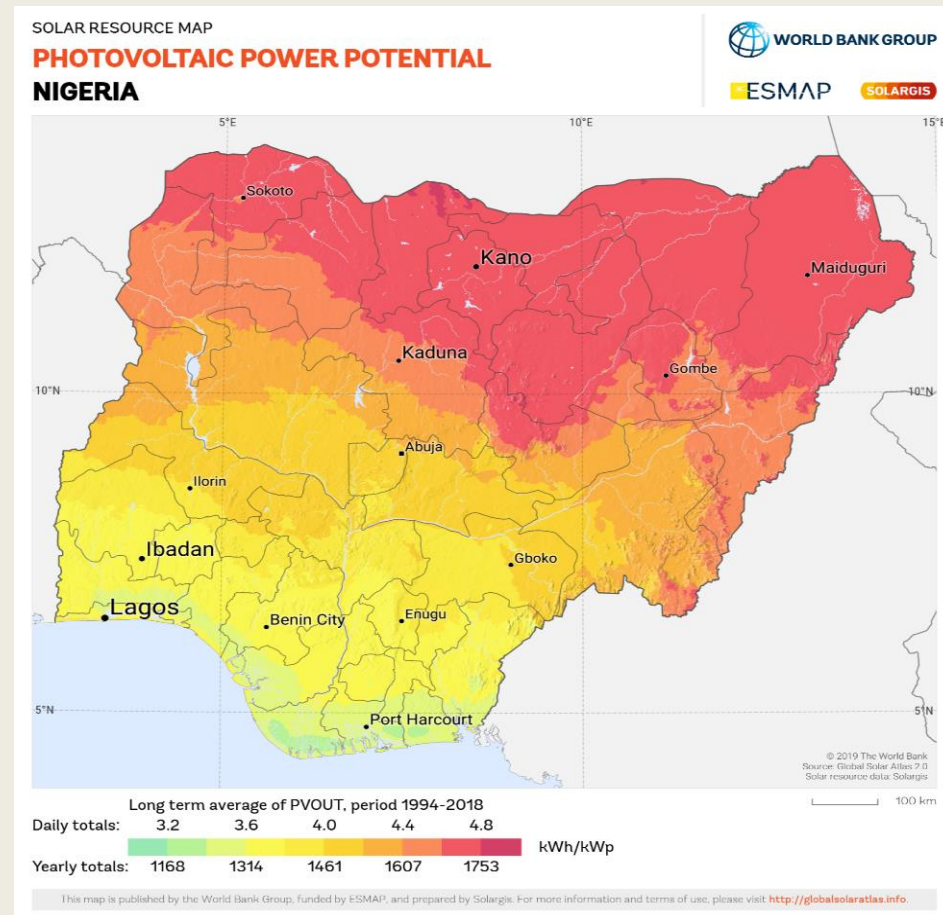 SOLAR RESOURCE MAP
PHOTOVOLTAIC POWER POTENTIAL
NIGERIA
WORLD BANK GROUP
ESMAP
SOLARGIS
5°E
10°E
15°E
Sokoto
Kano
Maiduguri
Kaduna
Gombe
10°N
10°N
Abuja
Ilorin
Ibadan
Gboko
Lagos
Benin City
Enugu
5°N
5°N
Port Harcourt
© 2019 The World Bank
Source: Global Solar Atlas 2.0
Solar resource data: Solargis
100 km
Long term average of PVOUT, period 1994-2018
Daily totals: 3.2 3.6 4.0 4.4 4.8
kWh/kWp
Yearly totals: 1168 1314 1461 1607 1753
This map is published by the World Bank Group, funded by ESMAP, and prepared by Solargis. For more information and terms of use, please visit http://globalsolaratlas.info.